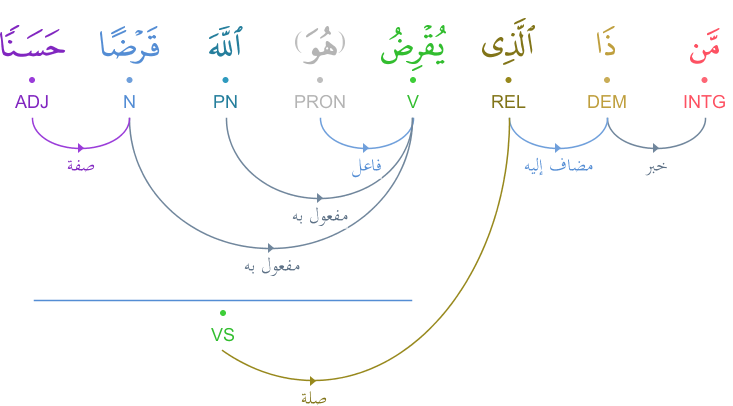 مَّن ذَا ٱلَّذِى يُقْرِضُ (هُوَ) ٱللَّهَ قَرْضًا حَسَنًا
INTG DEM REL V PRON PN N ADJ
خبر مضاف إليه فاعل صفة
مفعول به
مفعول به
VS
صلة